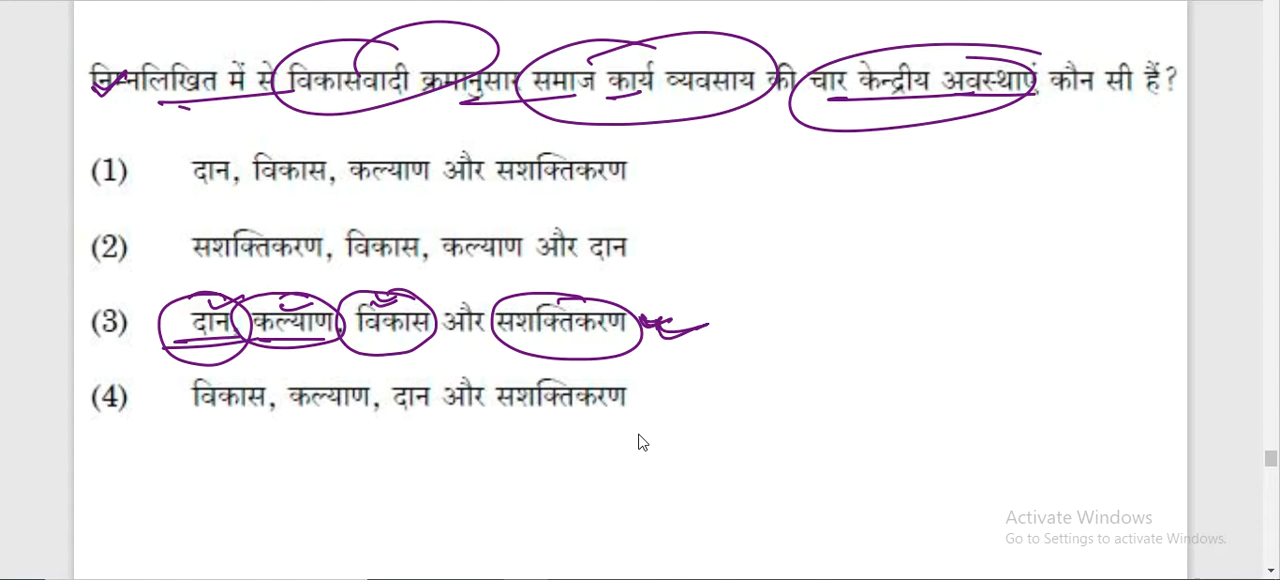 निम्नलिखित में से विकासवादी क्रमानुसार समाज कार्य व्यवसाय की चार केन्द्रीय अवस्थाएं कौन सी हैं?
(1) दान, विकास, कल्याण और सशक्तिकरण
(2) सशक्तिकरण, विकास, कल्याण और दान
(3) दान, कल्याण, विकास और सशक्तिकरण
(4) विकास, कल्याण, दान और सशक्तिकरण
Activate Windows
Go to Settings to activate Windows.